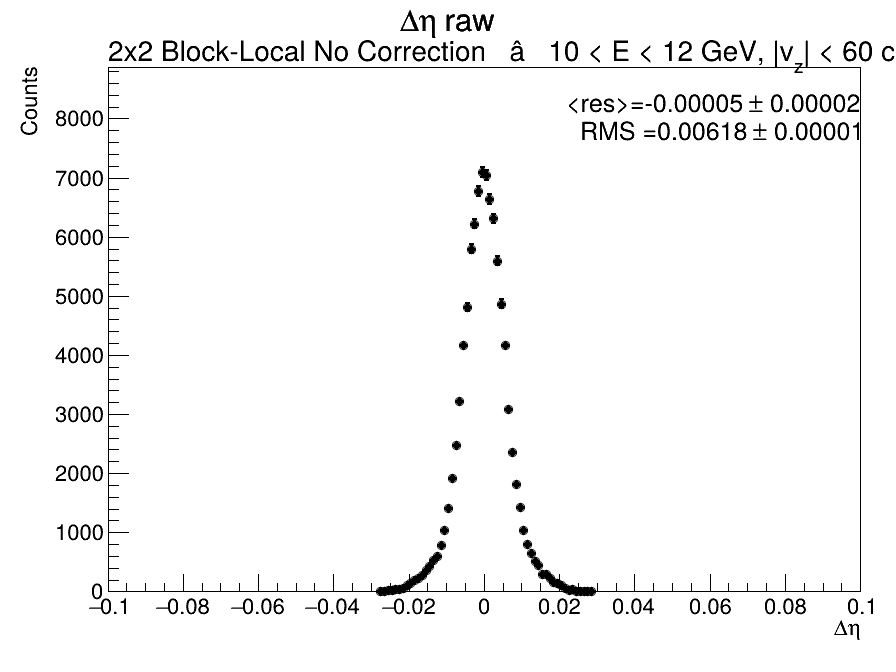 Δη raw
2x2 Block-Local No Correction â 10 < E < 12 GeV, |v_z| < 60 c
Counts
<res>=-0.00005 ± 0.00002
RMS =0.00618 ± 0.00001
8000
7000
6000
5000
4000
3000
2000
1000
0
−0.1 −0.08 −0.06 −0.04 −0.02 0 0.02 0.04 0.06 0.08 0.1
Δη